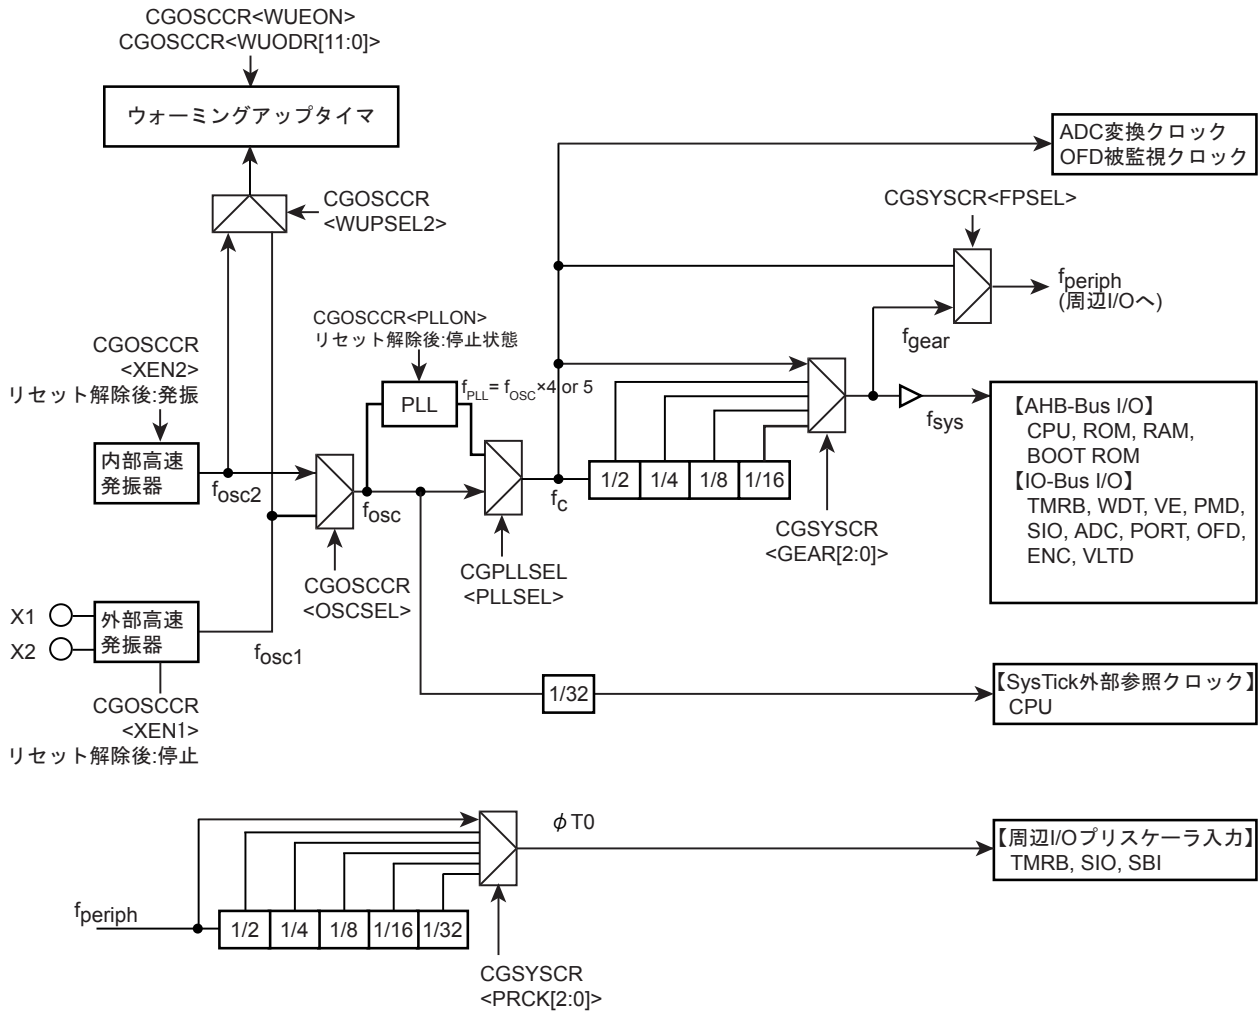 CGOSCCR<WUEON>
CGOSCCR<WUODR[11:0]>
ウォーミングアップタイマ
CGOSCCR
<WUPSEL2>
ADC変換クロック
OFD被監視クロック
CGSYSCR<FPSEL>
fperiph
(周辺I/Oへ)
CGOSCCR<PLLON>
リセット解除後:停止状態
fgear
CGOSCCR
<XEN2>
リセット解除後:発振
PLL
fPLL= fOSC×4 or 5
fsys
【AHB-Bus I/O】
CPU, ROM, RAM,
BOOT ROM
【IO-Bus I/O】
TMRB, WDT, VE, PMD,
SIO, ADC, PORT, OFD,
ENC, VLTD
内部高速
発振器
fosc2
fosc
fc
1/2
1/4
1/8
1/16
CGSYSCR
<GEAR[2:0]>
CGOSCCR
<OSCSEL>
CGPLLSEL
<PLLSEL>
X1
X2
外部高速
発振器
fosc1
CGOSCCR
<XEN1>
リセット解除後:停止
1/32
【SysTick外部参照クロック】
CPU
φT0
【周辺I/Oプリスケーラ入力】
TMRB, SIO, SBI
fperiph
1/2
1/4
1/8
1/16
1/32
CGSYSCR
<PRCK[2:0]>